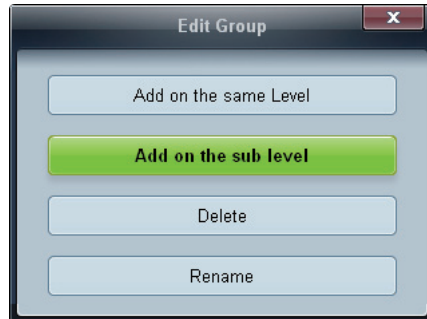 Edit Group
x
Add on the same Level
Add on the sub level
Delete
Rename